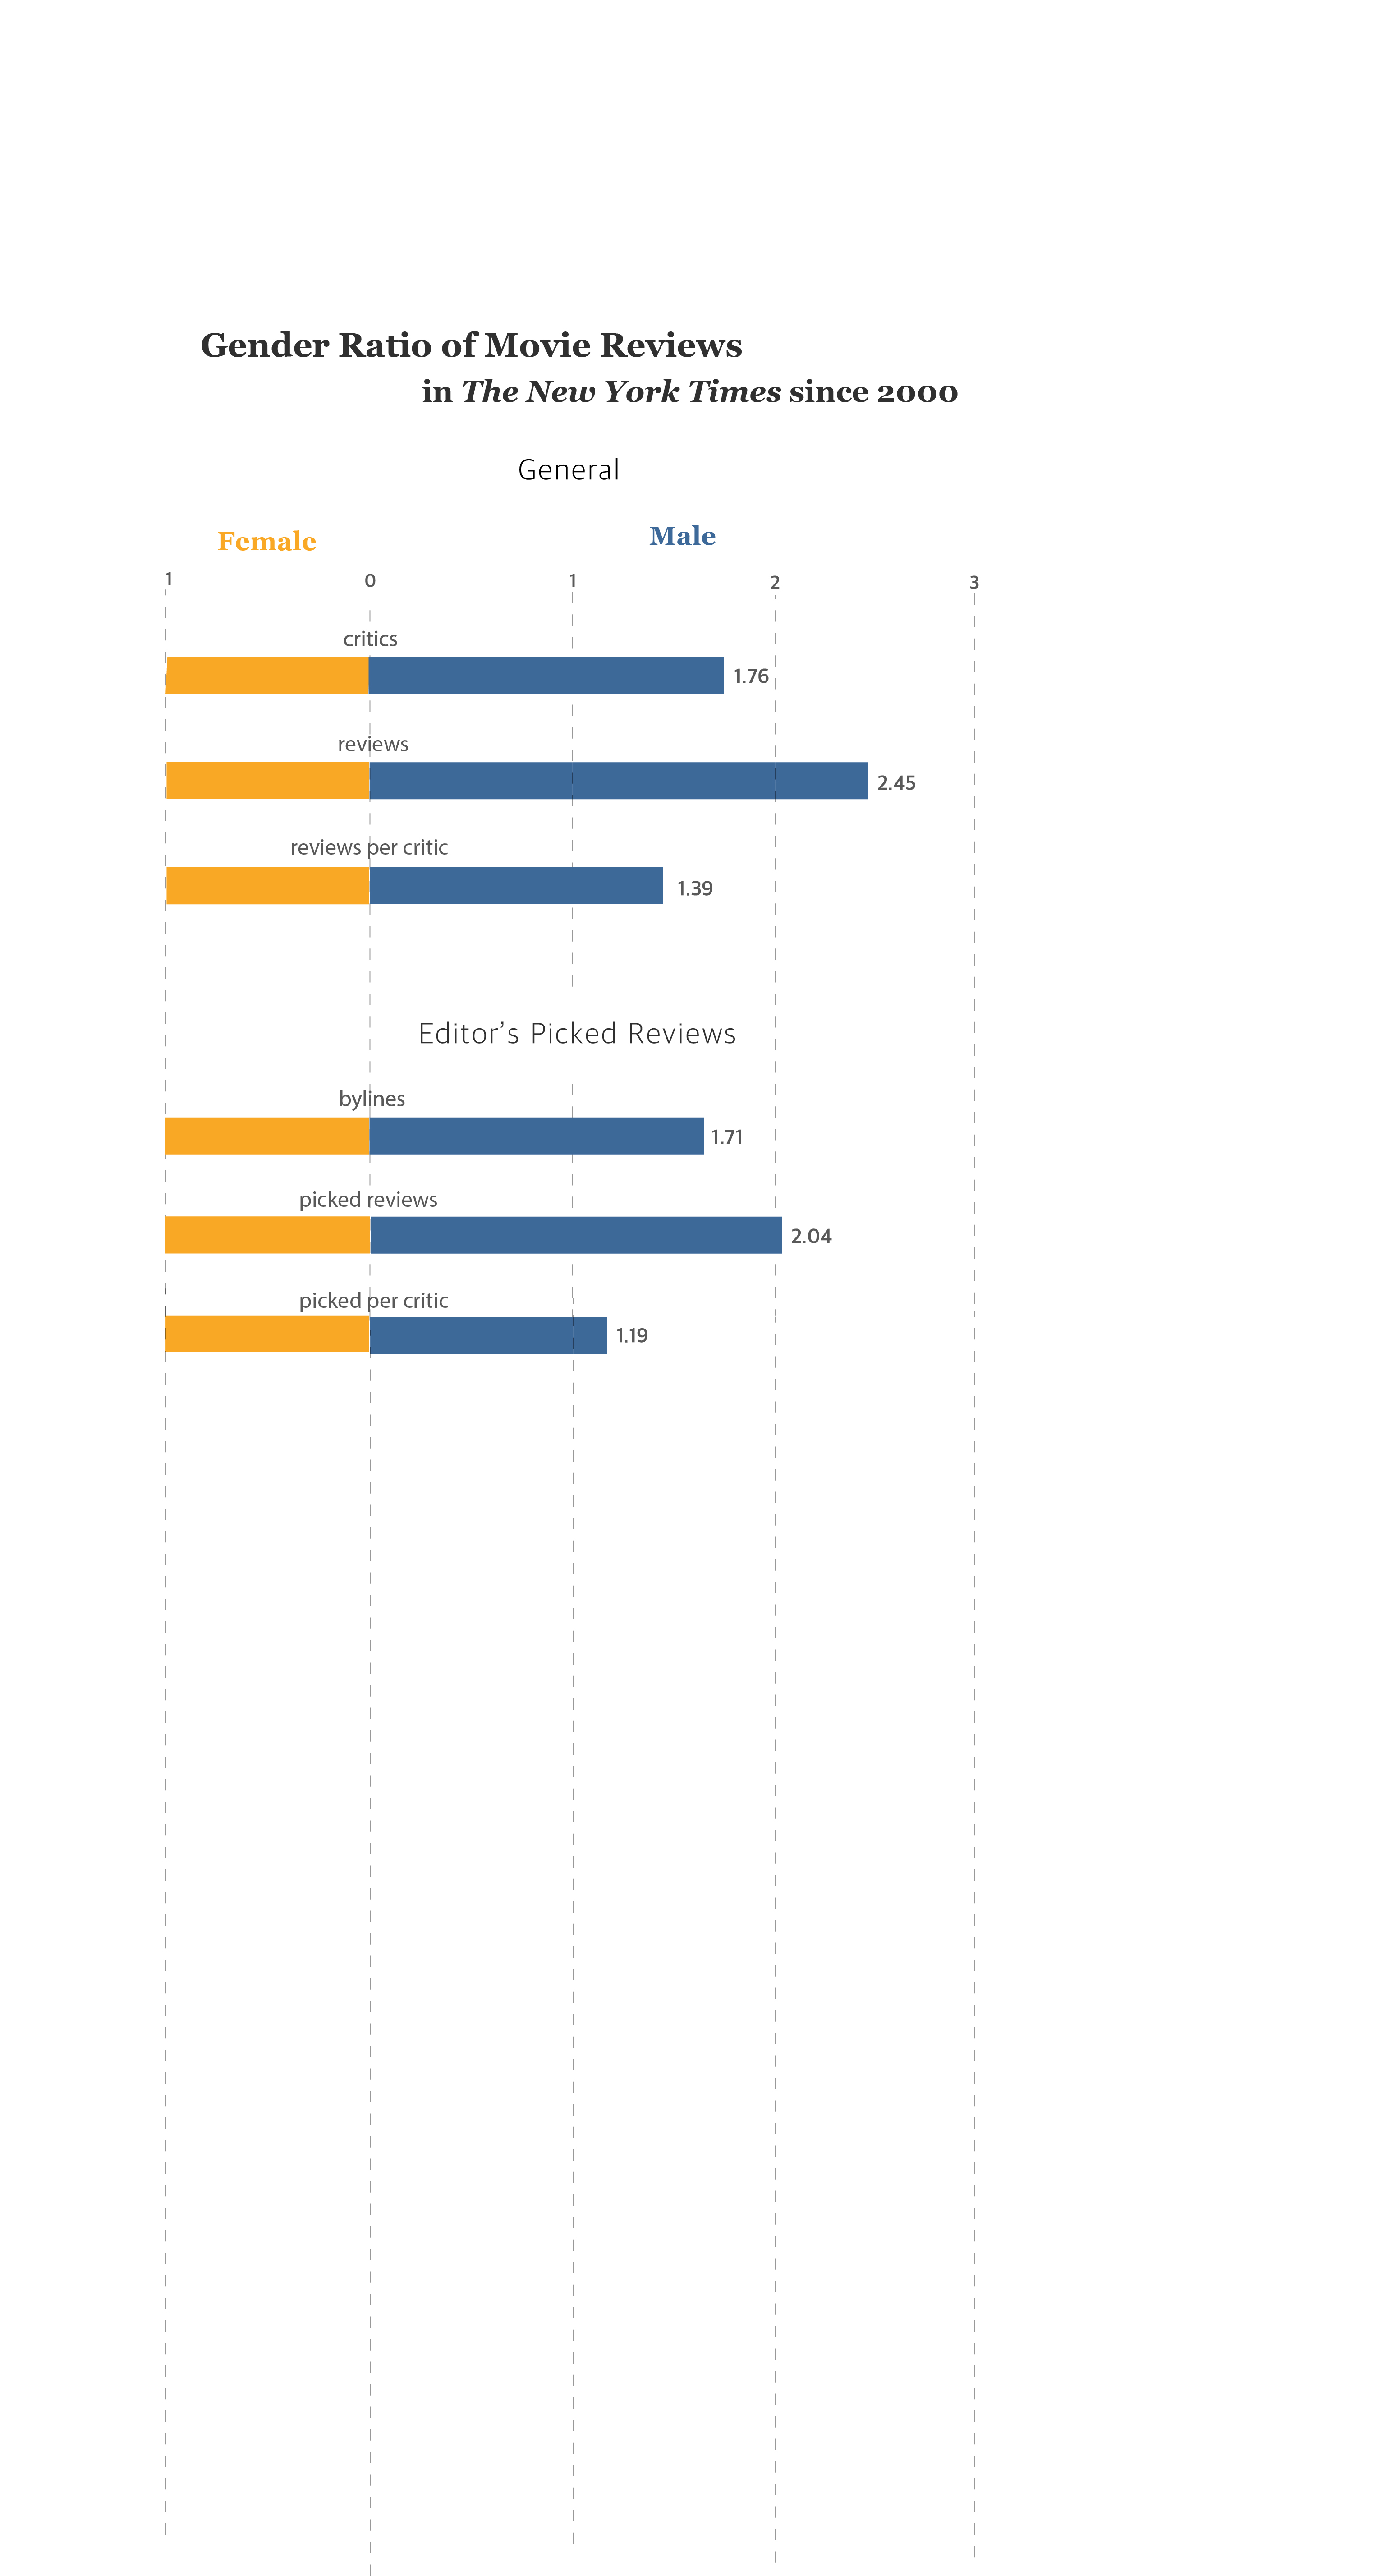 Gender Ratio of Movie Reviews
in The New York Times since 2000
General
Female Male
1 0 1 2 3
critics
1.76
reviews
2.45
reviews per critic
1.39
Editor’s Picked Reviews
bylines
1.71
picked reviews
2.04
picked per critic
1.19